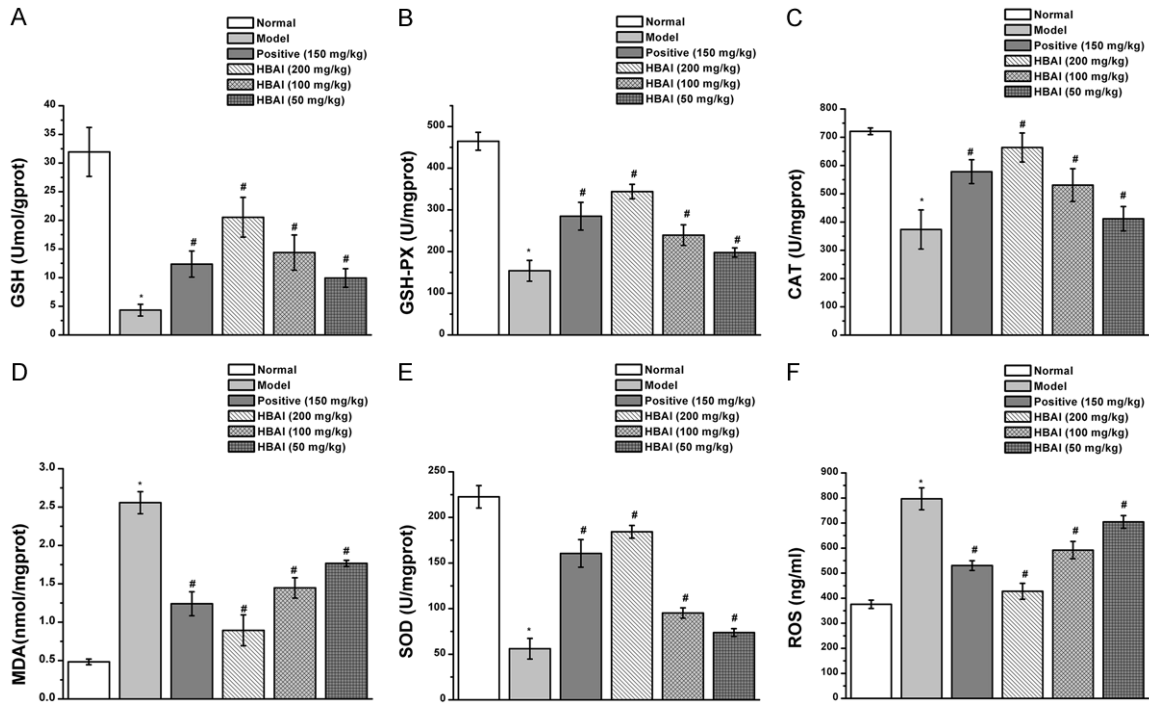 A
Normal
Model
Positive (150 mg/kg)
HBAI (200 mg/kg)
HBAI (100 mg/kg)
HBAI (50 mg/kg)
GSH (Umol/gprot)
40
35
30
25
20
15
10
5
0
*
#
#
#
#
B
Normal
Model
Positive (150 mg/kg)
HBAI (200 mg/kg)
HBAI (100 mg/kg)
HBAI (50 mg/kg)
GSH-PX (U/mgprot)
500
400
300
200
100
0
*
#
#
#
#
C
Normal
Model
Positive (150 mg/kg)
HBAI (200 mg/kg)
HBAI (100 mg/kg)
HBAI (50 mg/kg)
CAT (U/mgprot)
800
700
600
500
400
300
200
100
0
*
#
#
#
#
D
Normal
Model
Positive (150 mg/kg)
HBAI (200 mg/kg)
HBAI (100 mg/kg)
HBAI (50 mg/kg)
MDA(nmol/mgprot)
3.0
2.5
2.0
1.5
1.0
0.5
0.0
*
#
#
#
#
E
Normal
Model
Positive (150 mg/kg)
HBAI (200 mg/kg)
HBAI (100 mg/kg)
HBAI (50 mg/kg)
SOD (U/mgprot)
250
200
150
100
50
0
*
#
#
#
#
F
Normal
Model
Positive (150 mg/kg)
HBAI (200 mg/kg)
HBAI (100 mg/kg)
HBAI (50 mg/kg)
ROS (ng/ml)
900
800
700
600
500
400
300
200
100
0
*
#
#
#
#